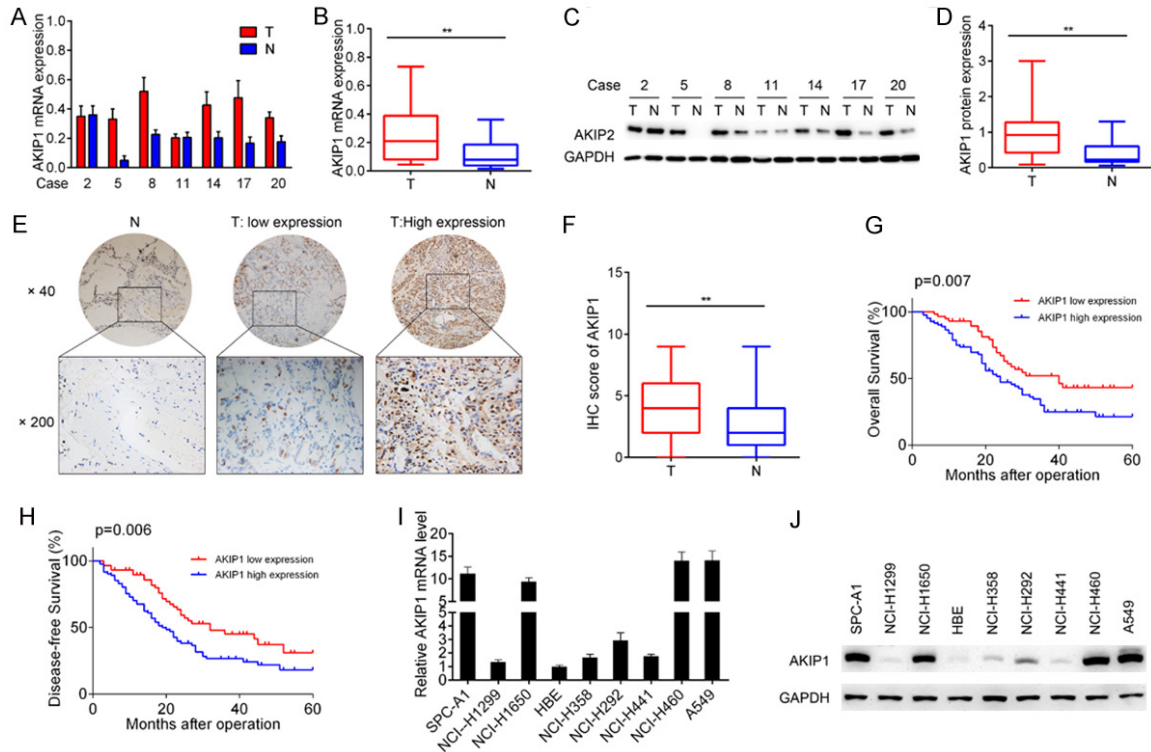 A
AKIP1 mRNA expression
1.0
0.8
0.6
0.4
0.2
0.0
T
N
Case 2 5 8 11 14 17 20
B
AKIP1 mRNA expression
1.0
0.8
0.6
0.4
0.2
0.0
**
T N
C
Case 2 5 8 11 14 17 20
T N T N T N T N T N T N T N
AKIP2
GAPDH
D
AKIP1 protein expression
4
3
2
1
0
**
T N
E
N T: low expression T:High expression
× 40
× 200
F
IHC score of AKIP1
15
10
5
0
**
T N
G
p=0.007
Overall Survival (%)
100
50
0
AKIP1 low expression
AKIP1 high expression
0 20 40 60
Months after operation
H
p=0.006
Disease-free Survival (%)
100
50
0
AKIP1 low expression
AKIP1 high expression
0 20 40 60
Months after operation
I
Relative AKIP1 mRNA level
20
15
10
5
5
4
3
2
1
0
SPC-A1
NCI--H1299
NCI-H1650
HBE
NCI-H358
NCI-H292
NCI-H441
NCI-H460
A549
J
SPC-A1
NCI-H1299
NCI-H1650
HBE
NCI-H358
NCI-H292
NCI-H441
NCI-H460
A549
AKIP1
GAPDH